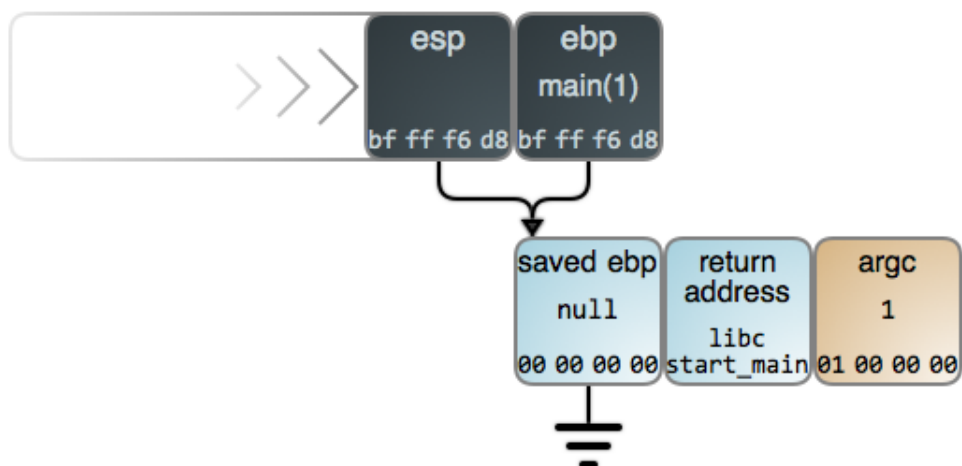 esp
bf ff f6 d8
ebp
main(1)
bf ff f6 d8
saved ebp
null
00 00 00 00
return
address
libc
start_main
argc
1
01 00 00 00